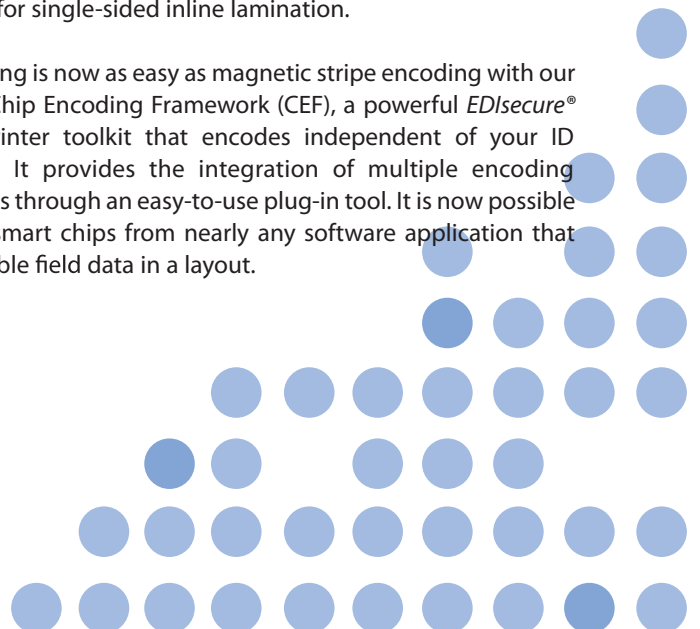 for single-sided inline lamination.
ng is now as easy as magnetic stripe encoding with our
Chip Encoding Framework (CEF), a powerful EDIsecure®
inter toolkit that encodes independent of your ID
It provides the integration of multiple encoding
s through an easy-to-use plug-in tool. It is now possible
smart chips from nearly any software application that
ble field data in a layout.